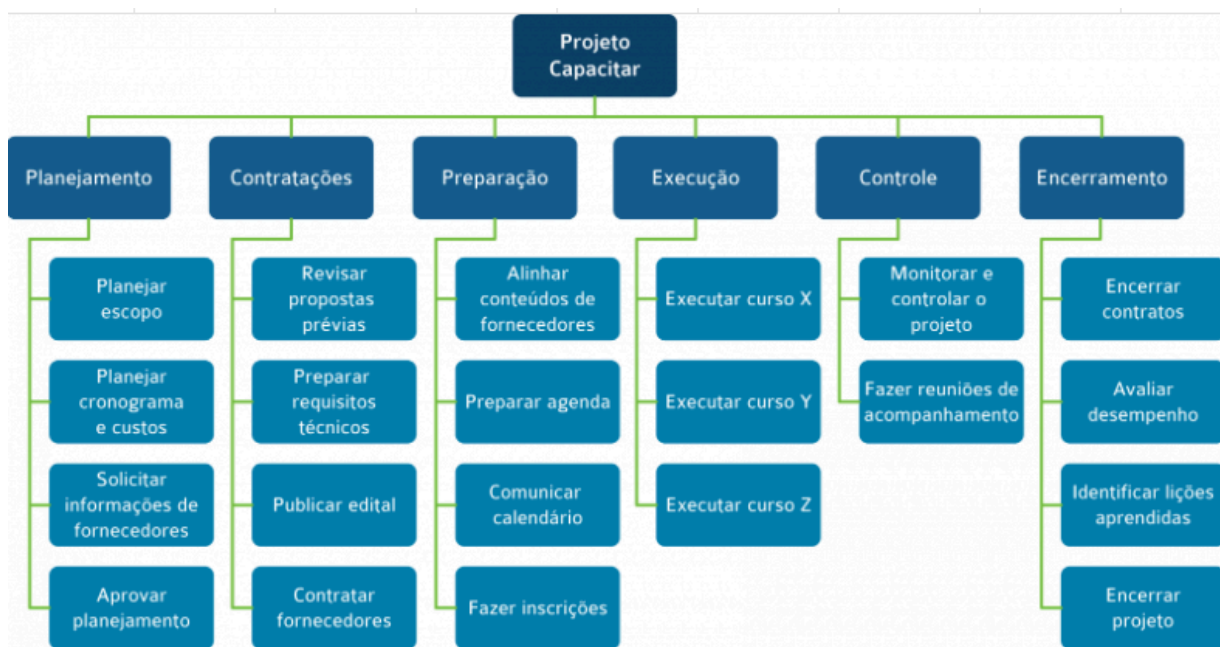 Projeto
Capacitar
Planejamento
Contratações
Preparação
Execução
Controle
Encerramento
Planejar
escopo
Planejar
cronograma
e custos
Solicitar
informações de
fornecedores
Aprovar
planejamento
Revisar
propostas
prévias
Preparar
requisitos
técnicos
Publicar edital
Contratar
fornecedores
Alinhar
conteúdos de
fornecedores
Preparar agenda
Comunicar
calendário
Fazer inscrições
Executar curso X
Executar curso Y
Executar curso Z
Monitorar e
controlar o
projeto
Fazer reuniões de
acompanhamento
Encerrar
contratos
Avaliar
desempenho
Identificar lições
aprendidas
Encerrar
projeto